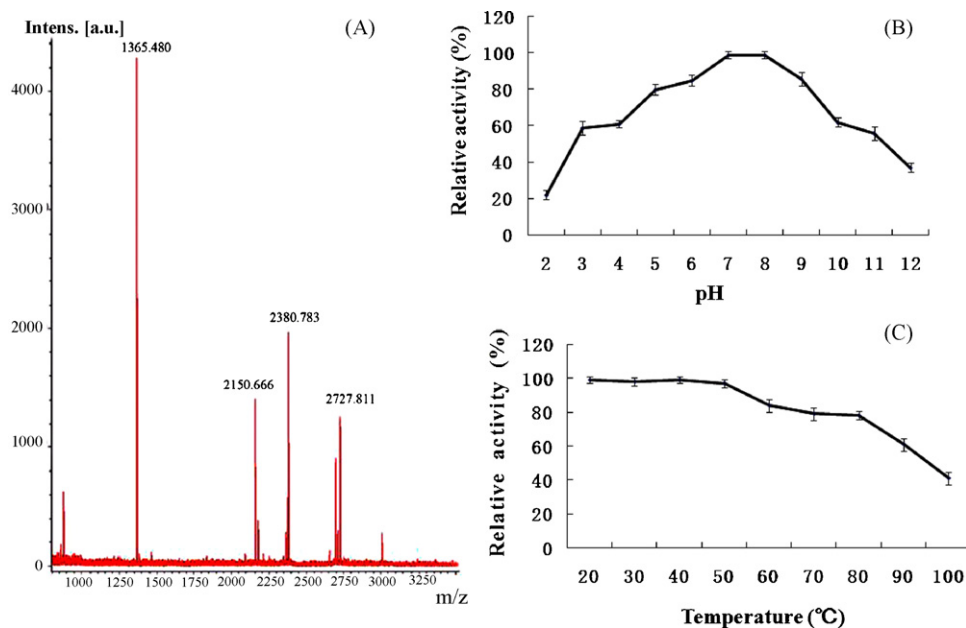 Intens. [a.u.]
(A)
1365.480
4000
3000
2000
1000
0
2380.783
2150.666
2727.811
1000 1250 1500 1750 2000 2250 2500 2750 3000 3250
m/z
(B)
Relative activity (%)
120
100
80
60
40
20
0
2 3 4 5 6 7 8 9 10 11 12
pH
(C)
Relative activity (%)
120
100
80
60
40
20
0
20 30 40 50 60 70 80 90 100
Temperature (℃)